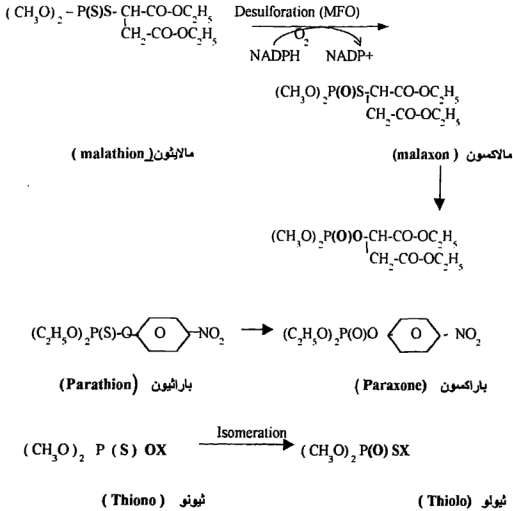 (CH₃O)₂ – P(S)S- CH-CO-OC₂H₅
CH₂-CO-OC₂H₅
Desulforation (MFO)
O₂
NADPH NADP+
(CH₃O)₂P(O)S-CH-CO-OC₂H₅
CH₂-CO-OC₂H₅
( malathion )مالايثون (malaxon ) مالاكسون
(CH₃O)₂P(O)O-CH-CO-OC₂H₅
CH₂-CO-OC₂H₅
(C₂H₅O)₂P(S)-O O NO₂ (C₂H₅O)₂P(O)O O - NO₂
(Parathion) باراثيون (Paraxone) باراكسون
(CH₃O)₂ P (S) OX Isomeration (CH₃O)₂P(O) SX
(Thiono ) ثيونو (Thiolo) ثيولو